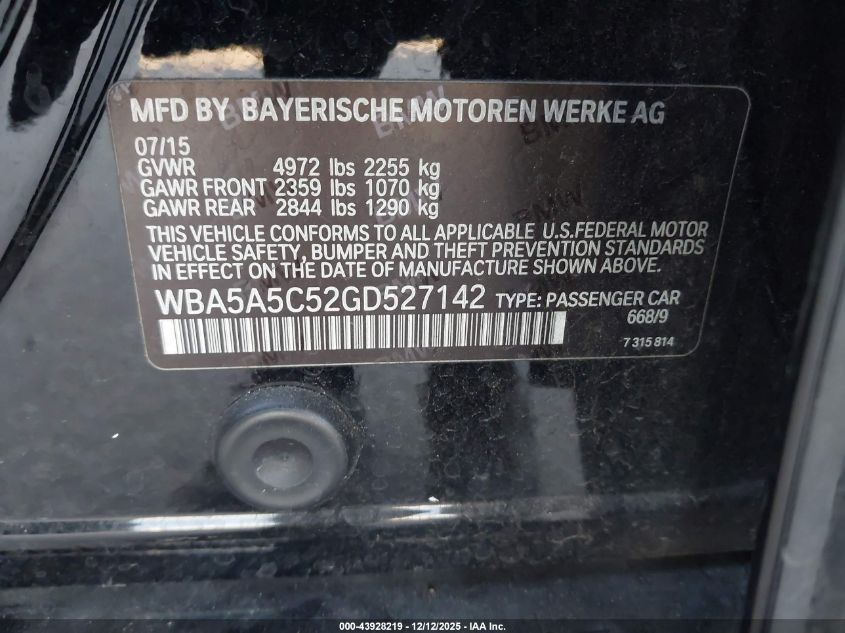 MFD BY BAYERISCHE MOTOREN WERKE AG
07/15
GVWR 4972 lbs 2255 kg
GAWR FRONT 2359 lbs 1070 kg
GAWR REAR 2844 lbs 1290 kg
THIS VEHICLE CONFORMS TO ALL APPLICABLE U.S.FEDERAL MOTOR
VEHICLE SAFETY, BUMPER AND THEFT PREVENTION STANDARDS
IN EFFECT ON THE DATE OF MANUFACTURE SHOWN ABOVE.
WBA5A5C52GD527142 TYPE: PASSENGER CAR
668/9
7 315 814
000-43928219 - 12/12/2025 - IAA Inc.